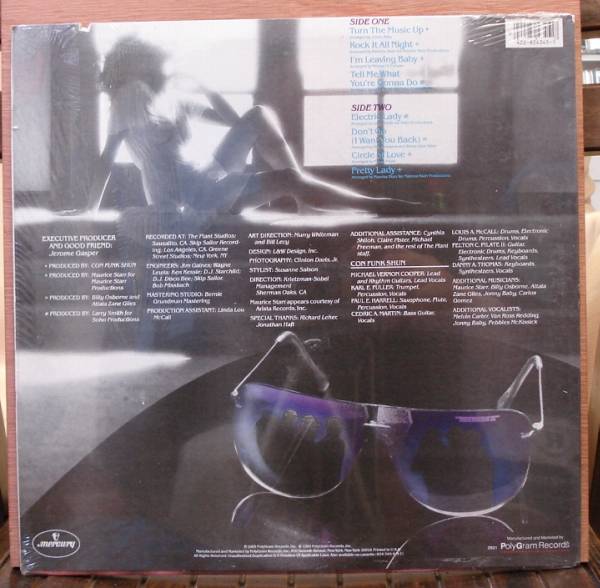 SIDE ONE
Turn The Music Up +
Rock It All Night +
I'm Leaving Baby +
Tell Me What
You're Gonna Do
SIDE TWO
Electric Lady #
Don't Go
(I Want You Back)
Circle of Love +
Pretty Lady +
EXECUTIVE PRODUCER
AND GOOD FRIEND:
Jerome Gasper
PRODUCED BY: CON FUNK SHUN
PRODUCED BY: Maurice Starr for
Maurice Starr
Productions
PRODUCED BY: Billy Osborne and
Attala Zane Giles
PRODUCED BY: Larry Smith for
Soho Productions
RECORDED AT: The Plant Studios;
Sausalito, CA. Skip Sailor Record-
ing; Los Angeles, CA. Greene
Street Studios; New York, NY
ENGINEERS: Jim Gaines; Wayne
Lewis; Ken Kessie; D.J. Starchild;
D.J. Disco Bee, Skip Sailor,
MASTERING STUDIO: Bernie
Grundman Mastering
PRODUCTION ASSISTANT: Linda Lou
McCall
ART DIRECTION: Murry Whiteman
and Bill Levy
DESIGN: L&W Design, Inc.
PHOTOGRAPHY: Clinton Davis, Jr.
STYLIST: Susanne Salson
DIRECTION: Krietzman-Sobel
Management
Sherman Oaks, CA
Maurice Starr appears courtesy of
Arista Records, Inc.
SPECIAL THANKS: Richard Leher,
Jonathan Haft
ADDITIONAL ASSISTANCE: Cynthia
Shiloh, Claire Pister, Michael
Freeman, and the rest of The Plant
staff.
CON FUNK SHUN
MICHAEL VERNON COOPER: Lead
and Rhythm Guitars, Lead Vocals
KARL E. FULLER: Trumpet,
Percussion, Vocals
PAUL E. HARRELL: Saxophone, Flute,
Percussion, Vocals
CEDRIC A. MARTIN: Bass Guitar,
Vocals
LOUIS A. McCALL: Drums, Electronic
Drums, Percussion, Vocals
FELTON C. PILATE II: Guitar,
Electronic Drums, Keyboards,
Synthesizers, Lead Vocals
DANNY A. THOMAS: Keyboards,
Synthesizers, Vocals
ADDITIONAL MUSICIANS:
Maurice Starr, Billy Osborne, Attala
Zane Giles, Jonny Baby, Carlos
Gomez
ADDITIONAL VOCALISTS:
Melvin Carter, Van Ross Redding,
Jonny Baby, Pebbles McKissick
mercury
Manufactured and Marketed by
PolyGram Records